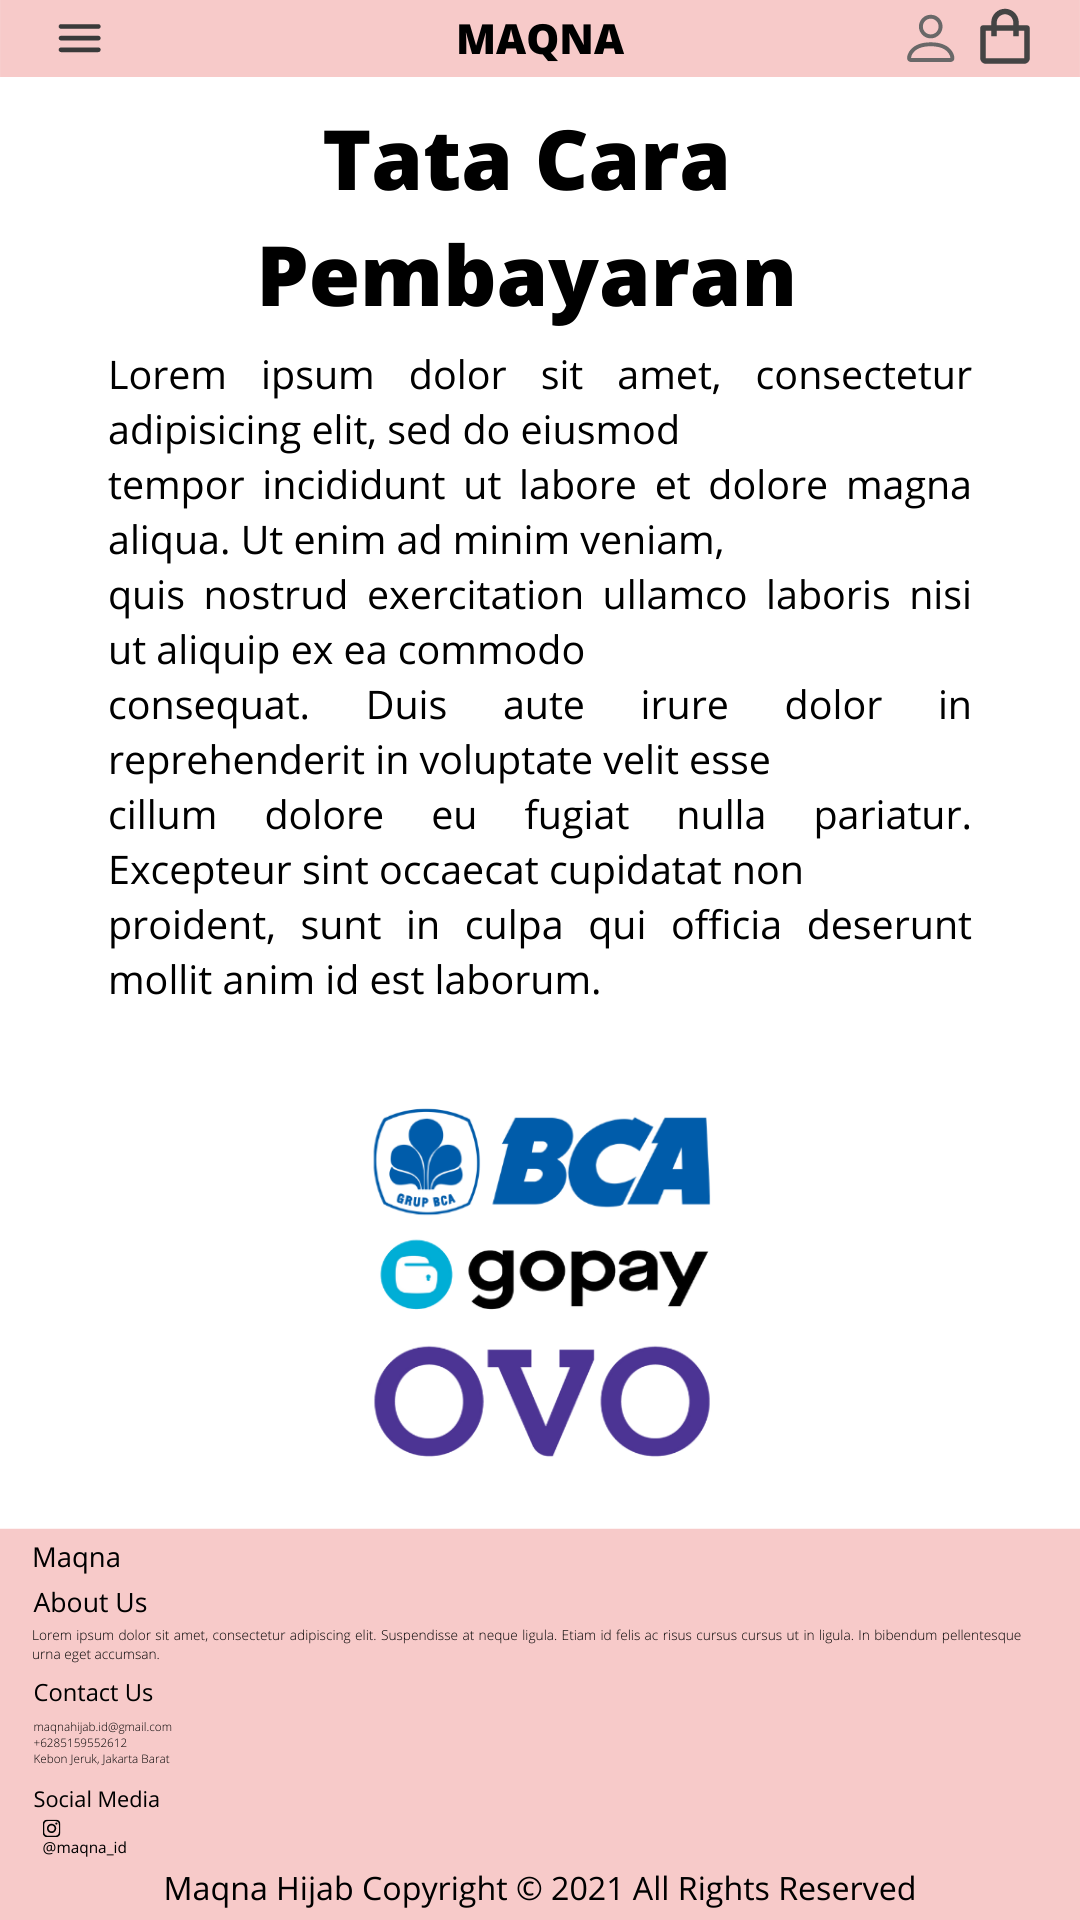 MAQNA
Tata Cara
Pembayaran
Lorem ipsum dolor sit amet, consectetur
adipisicing elit, sed do eiusmod
tempor incididunt ut labore et dolore magna
aliqua. Ut enim ad minim veniam,
quis nostrud exercitation ullamco laboris nisi
ut aliquip ex ea commodo
consequat. Duis aute irure dolor in
reprehenderit in voluptate velit esse
cillum dolore eu fugiat nulla pariatur.
Excepteur sint occaecat cupidatat non
proident, sunt in culpa qui officia deserunt
mollit anim id est laborum.
GRUP BCA BCA
gopay
OVO
Maqna
About Us
Lorem ipsum dolor sit amet, consectetur adipiscing elit. Suspendisse at neque ligula. Etiam id felis ac risus cursus cursus ut in ligula. In bibendum pellentesque
urna eget accumsan.
Contact Us
maqnahijab.id@gmail.com
+6285159552612
Kebon Jeruk, Jakarta Barat
Social Media
@maqna_id
Maqna Hijab Copyright © 2021 All Rights Reserved